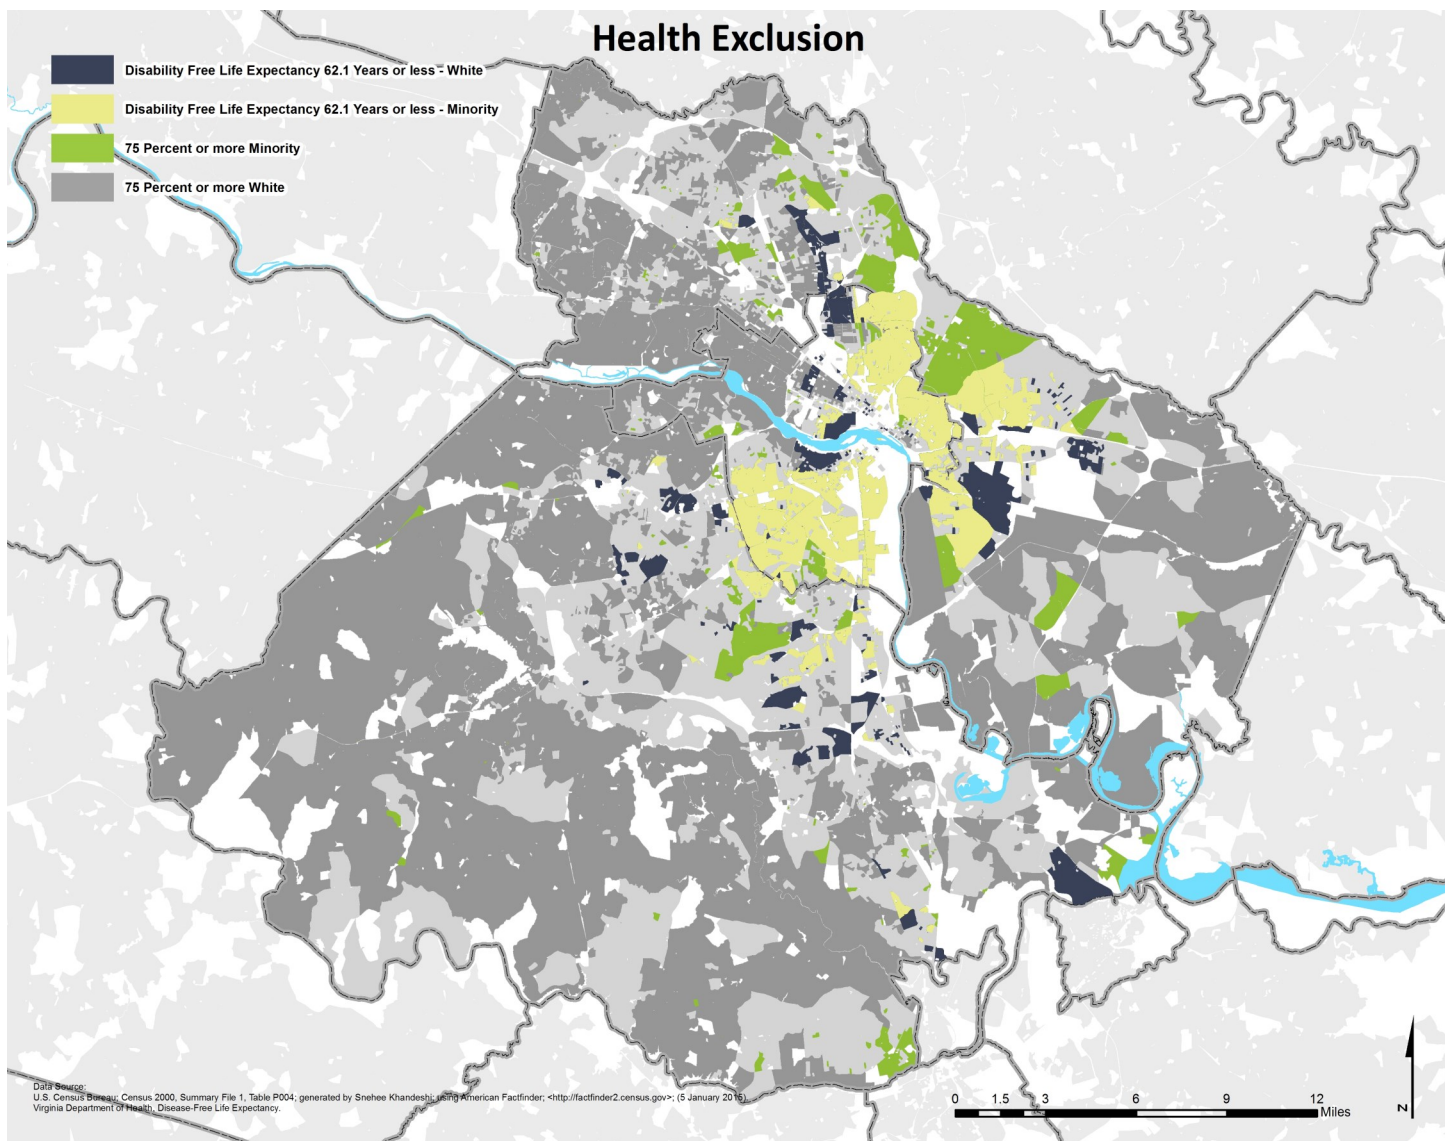 Health Exclusion
Disability Free Life Expectancy 62.1 Years or less - White
Disability Free Life Expectancy 62.1 Years or less - Minority
75 Percent or more Minority
75 Percent or more White
Data Source:
U.S. Census Bureau; Census 2000, Summary File 1, Table P004; generated by Snehee Khandeshi; using American Factfinder; <http://factfinder2.census.gov>; (5 January 2015)
Virginia Department of Health, Disease-Free Life Expectancy.
0 1.5 3 6 9 12
Miles
N